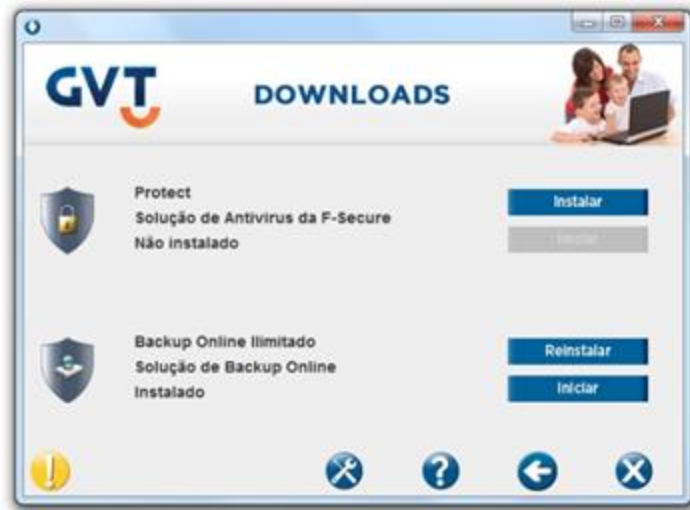 GVT
DOWNLOADS
Protect
Solução de Antivirus da F-Secure
Não instalado
Instalar
Iniciar
Backup Online Ilimitado
Solução de Backup Online
Instalado
Reinstalar
Iniciar